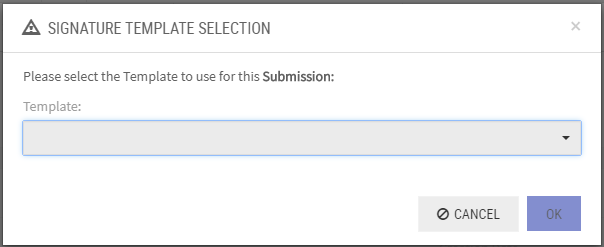 SIGNATURE TEMPLATE SELECTION
Please select the Template to use for this Submission:
Template:
CANCEL OK